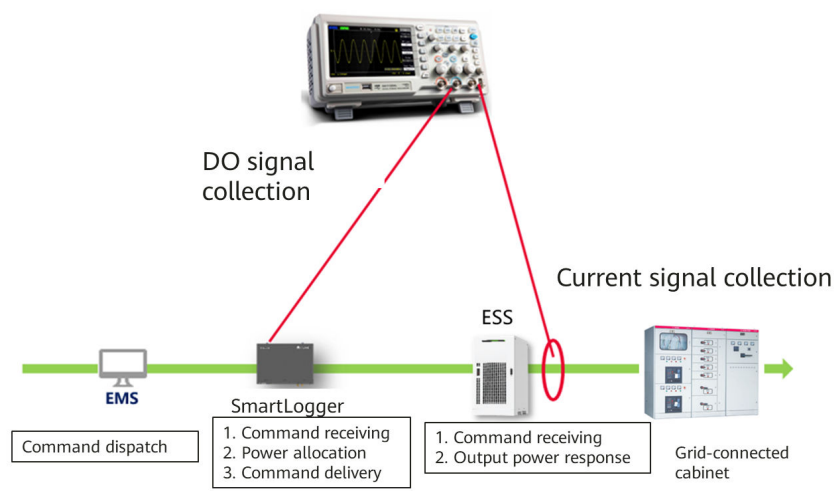 DO signal
collection
Current signal collection
ESS
EMS
SmartLogger
Command dispatch
1. Command receiving
2. Power allocation
3. Command delivery
1. Command receiving
2. Output power response
Grid-connected
cabinet